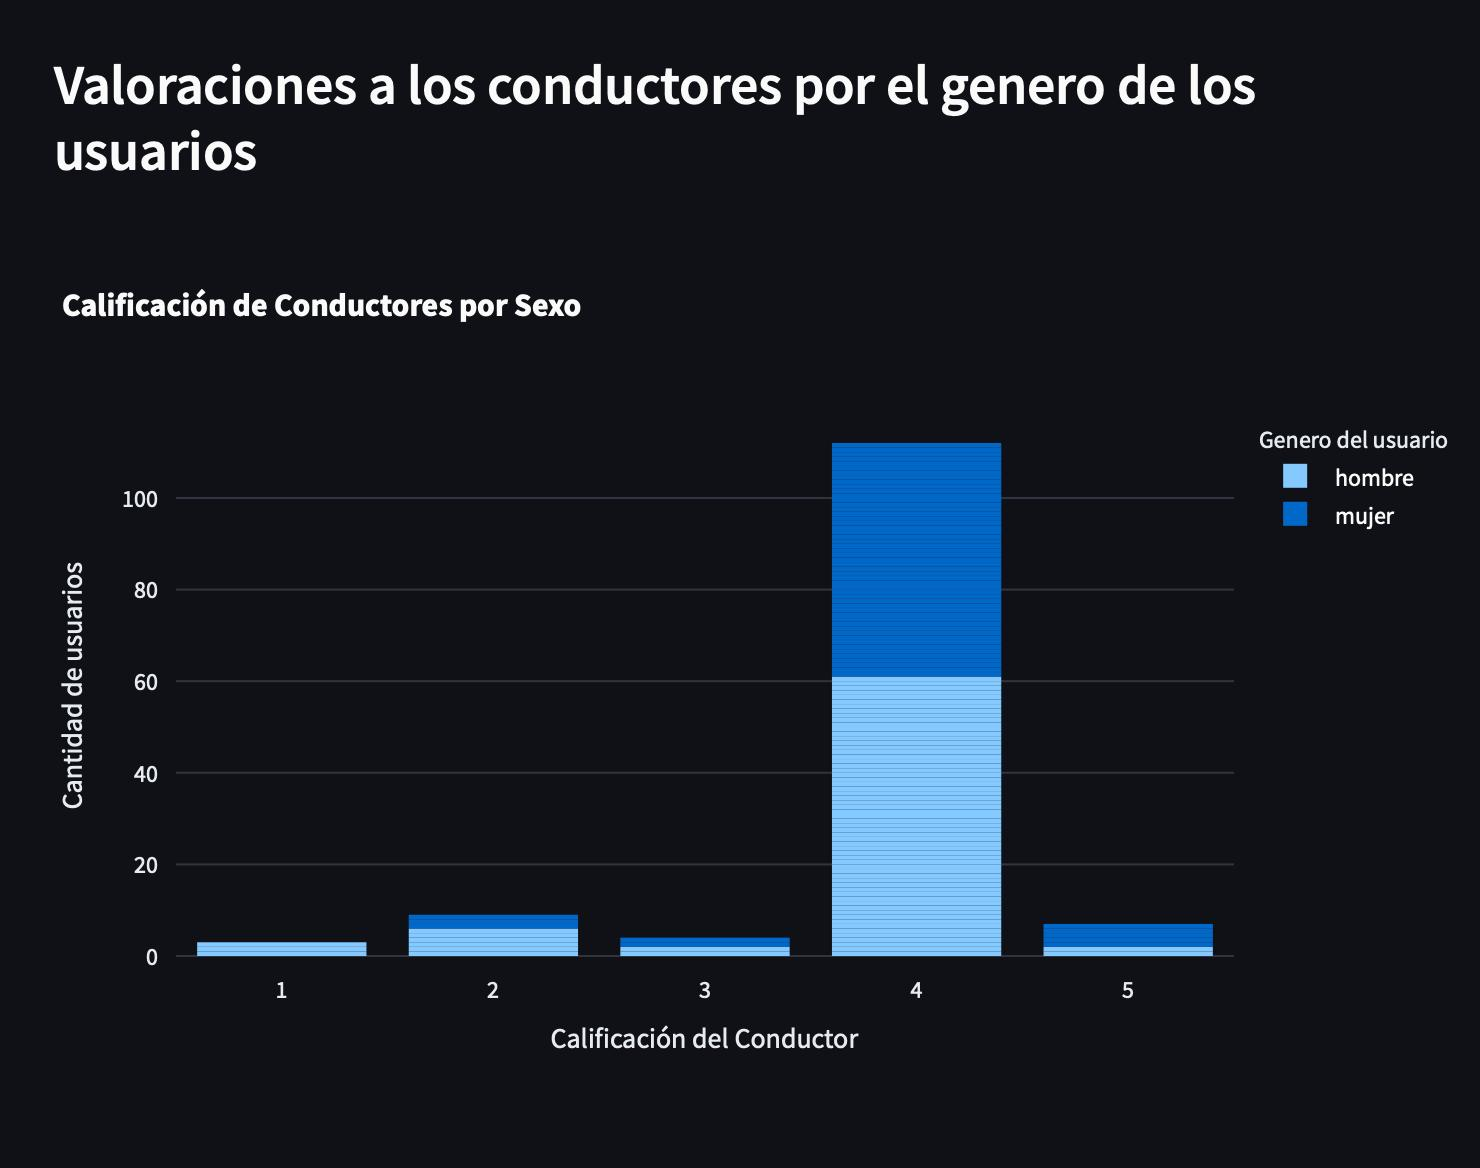 Valoraciones a los conductores por el genero de los
usuarios
Calificación de Conductores por Sexo
Genero del usuario
hombre
mujer
100
80
60
40
20
0
Cantidad de usuarios
1 2 3 4 5
Calificación del Conductor